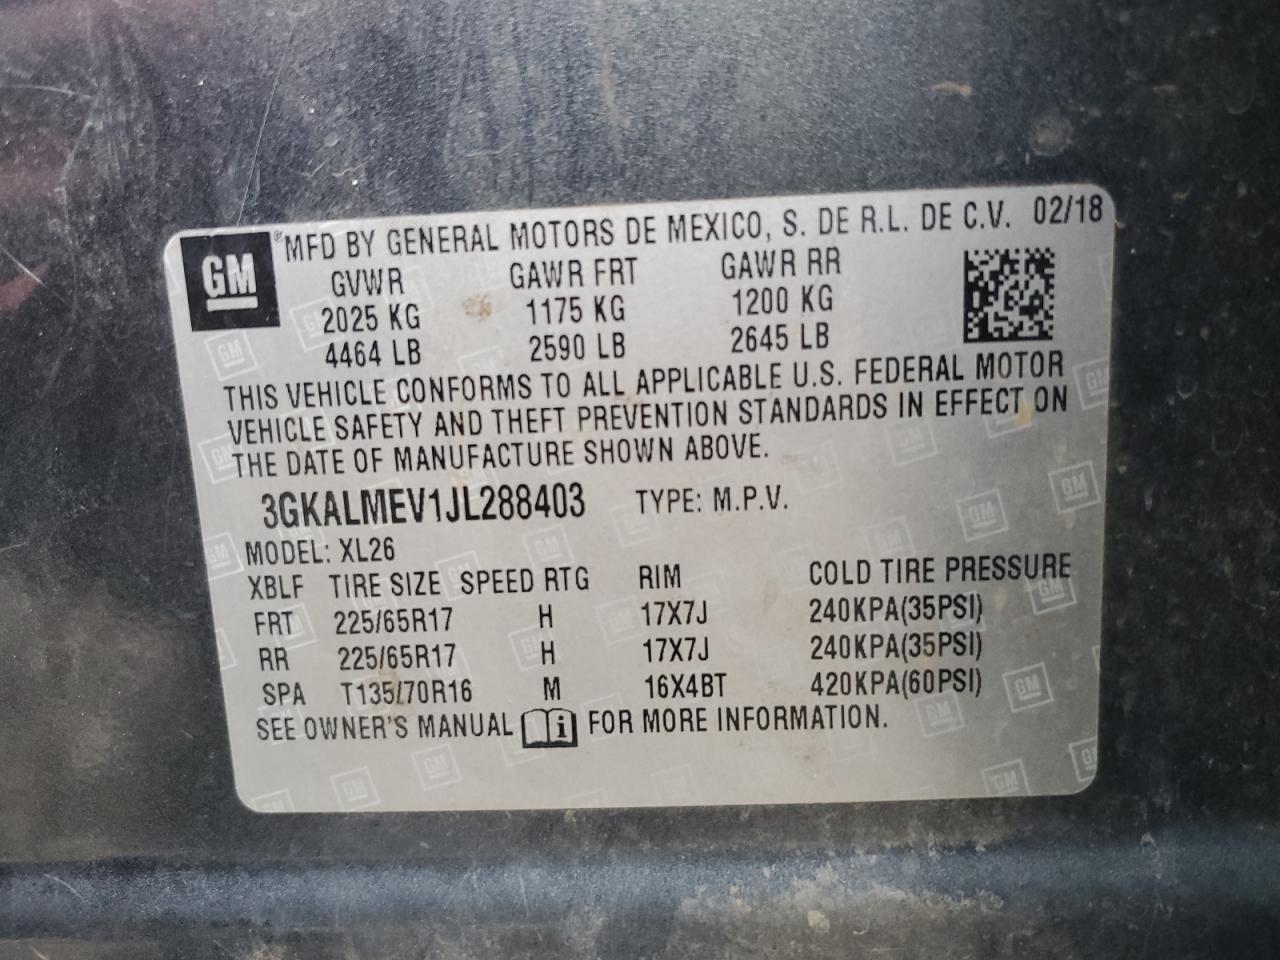 GM ® MFD BY GENERAL MOTORS DE MEXICO, S. DE R.L. DE C.V. 02/18
GVWR GAWR FRT GAWR RR
2025 KG 1175 KG 1200 KG
4464 LB 2590 LB 2645 LB
THIS VEHICLE CONFORMS TO ALL APPLICABLE U.S. FEDERAL MOTOR
VEHICLE SAFETY AND THEFT PREVENTION STANDARDS IN EFFECT ON
THE DATE OF MANUFACTURE SHOWN ABOVE.
3GKALMEV1JL288403 TYPE: M.P.V.
MODEL: XL26
XBLF TIRE SIZE SPEED RTG RIM COLD TIRE PRESSURE
FRT 225/65R17 H 17X7J 240KPA(35PSI)
RR 225/65R17 H 17X7J 240KPA(35PSI)
SPA T135/70R16 M 16X4BT 420KPA(60PSI)
SEE OWNER'S MANUAL i FOR MORE INFORMATION.